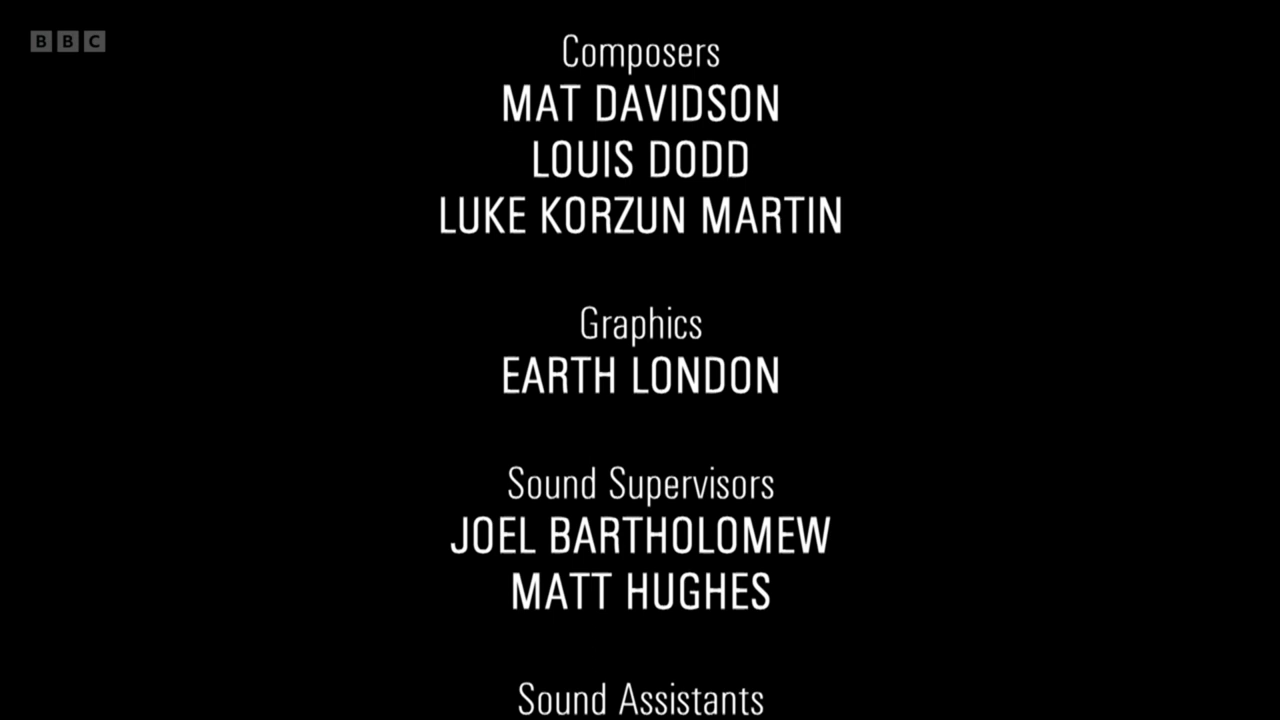 BBC
Composers
MAT DAVIDSON
LOUIS DODD
LUKE KORZUN MARTIN
Graphics
EARTH LONDON
Sound Supervisors
JOEL BARTHOLOMEW
MATT HUGHES
Sound Assistants